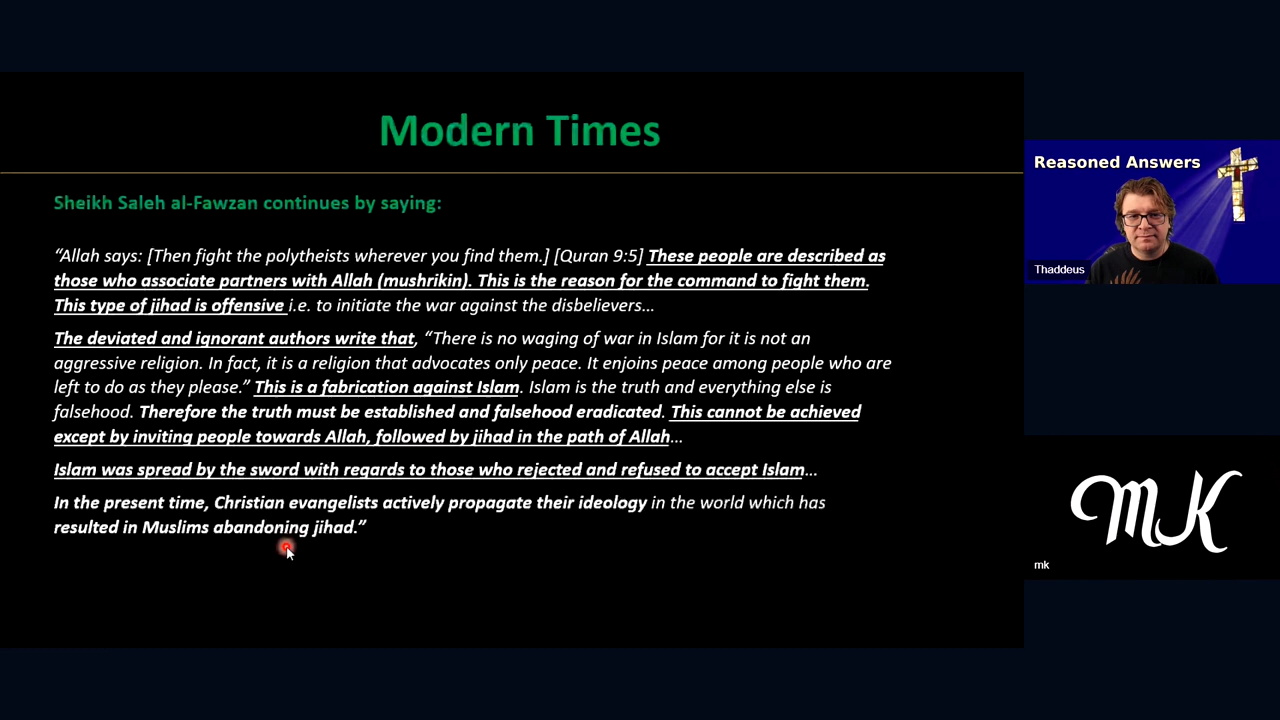 Modern Times
Sheikh Saleh al-Fawzan continues by saying:
“Allah says: [Then fight the polytheists wherever you find them.] [Quran 9:5] These people are described as
those who associate partners with Allah (mushrikin). This is the reason for the command to fight them.
This type of jihad is offensive i.e. to initiate the war against the disbelievers…
The deviated and ignorant authors write that, “There is no waging of war in Islam for it is not an
aggressive religion. In fact, it is a religion that advocates only peace. It enjoins peace among people who are
left to do as they please.” This is a fabrication against Islam. Islam is the truth and everything else is
falsehood. Therefore the truth must be established and falsehood eradicated. This cannot be achieved
except by inviting people towards Allah, followed by jihad in the path of Allah…
Islam was spread by the sword with regards to those who rejected and refused to accept Islam…
In the present time, Christian evangelists actively propagate their ideology in the world which has
resulted in Muslims abandoning jihad.”
Reasoned Answers
Thaddeus
MK
mk